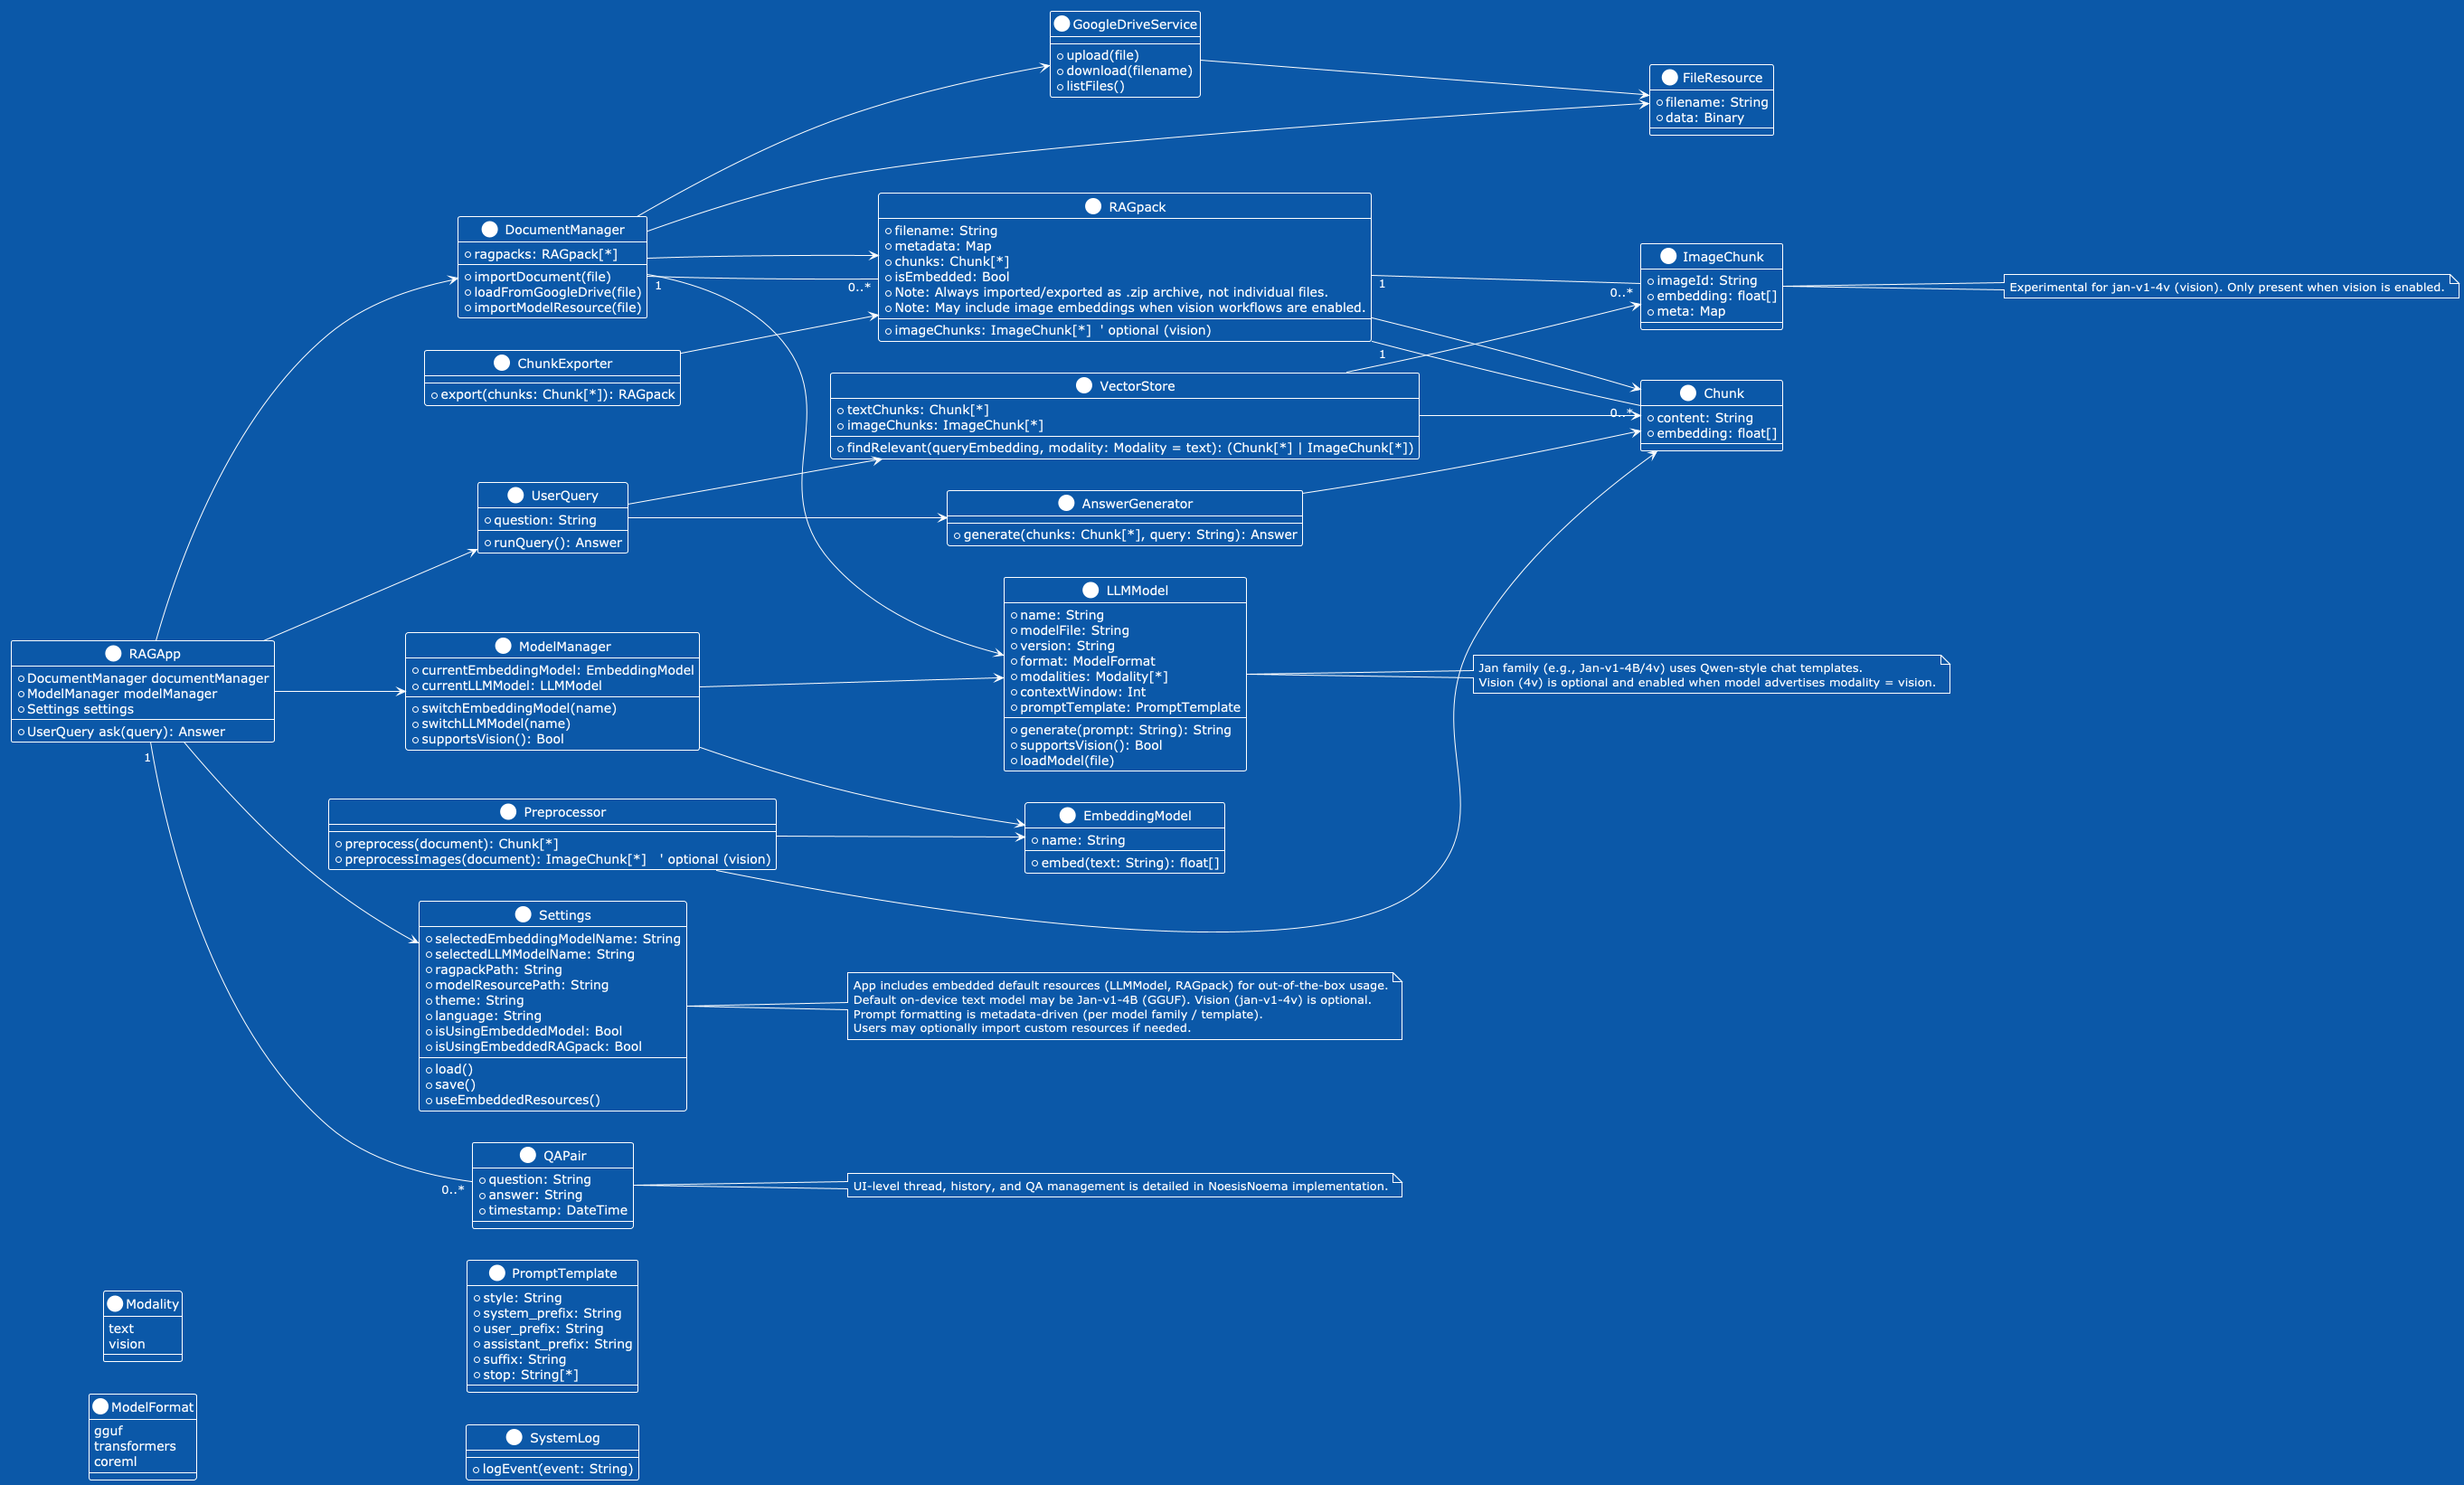 GoogleDriveService
upload(file)
download(filename)
listFiles()
FileResource
filename: String
data: Binary
DocumentManager
ragpacks: RAGpack[*]
importDocument(file)
loadFromGoogleDrive(file)
importModelResource(file)
1
0..*
RAGpack
filename: String
metadata: Map
chunks: Chunk[*]
isEmbedded: Bool
Note: Always imported/exported as .zip archive, not individual files.
Note: May include image embeddings when vision workflows are enabled.
imageChunks: ImageChunk[*]  ' optional (vision)
1
0..*
1
0..*
ImageChunk
imageId: String
embedding: float[]
meta: Map
Experimental for jan-v1-4v (vision). Only present when vision is enabled.
ChunkExporter
export(chunks: Chunk[*]): RAGpack
VectorStore
textChunks: Chunk[*]
imageChunks: ImageChunk[*]
findRelevant(queryEmbedding, modality: Modality = text): (Chunk[*] | ImageChunk[*])
Chunk
content: String
embedding: float[]
UserQuery
question: String
runQuery(): Answer
AnswerGenerator
generate(chunks: Chunk[*], query: String): Answer
RAGApp
DocumentManager documentManager
ModelManager modelManager
Settings settings
UserQuery ask(query): Answer
1
ModelManager
currentEmbeddingModel: EmbeddingModel
currentLLMModel: LLMModel
switchEmbeddingModel(name)
switchLLMModel(name)
supportsVision(): Bool
LLMModel
name: String
modelFile: String
version: String
format: ModelFormat
modalities: Modality[*]
contextWindow: Int
promptTemplate: PromptTemplate
generate(prompt: String): String
supportsVision(): Bool
loadModel(file)
Jan family (e.g., Jan-v1-4B/4v) uses Qwen-style chat templates.
Vision (4v) is optional and enabled when model advertises modality = vision.
Preprocessor
preprocess(document): Chunk[*]
preprocessImages(document): ImageChunk[*]   ' optional (vision)
EmbeddingModel
name: String
embed(text: String): float[]
Settings
selectedEmbeddingModelName: String
selectedLLMModelName: String
ragpackPath: String
modelResourcePath: String
theme: String
language: String
isUsingEmbeddedModel: Bool
isUsingEmbeddedRAGpack: Bool
load()
save()
useEmbeddedResources()
App includes embedded default resources (LLMModel, RAGpack) for out-of-the-box usage.
Default on-device text model may be Jan-v1-4B (GGUF). Vision (jan-v1-4v) is optional.
Prompt formatting is metadata-driven (per model family / template).
Users may optionally import custom resources if needed.
0..*
QAPair
question: String
answer: String
timestamp: DateTime
UI-level thread, history, and QA management is detailed in NoesisNoema implementation.
PromptTemplate
style: String
system_prefix: String
user_prefix: String
assistant_prefix: String
suffix: String
stop: String[*]
Modality
text
vision
ModelFormat
gguf
transformers
coreml
SystemLog
logEvent(event: String)